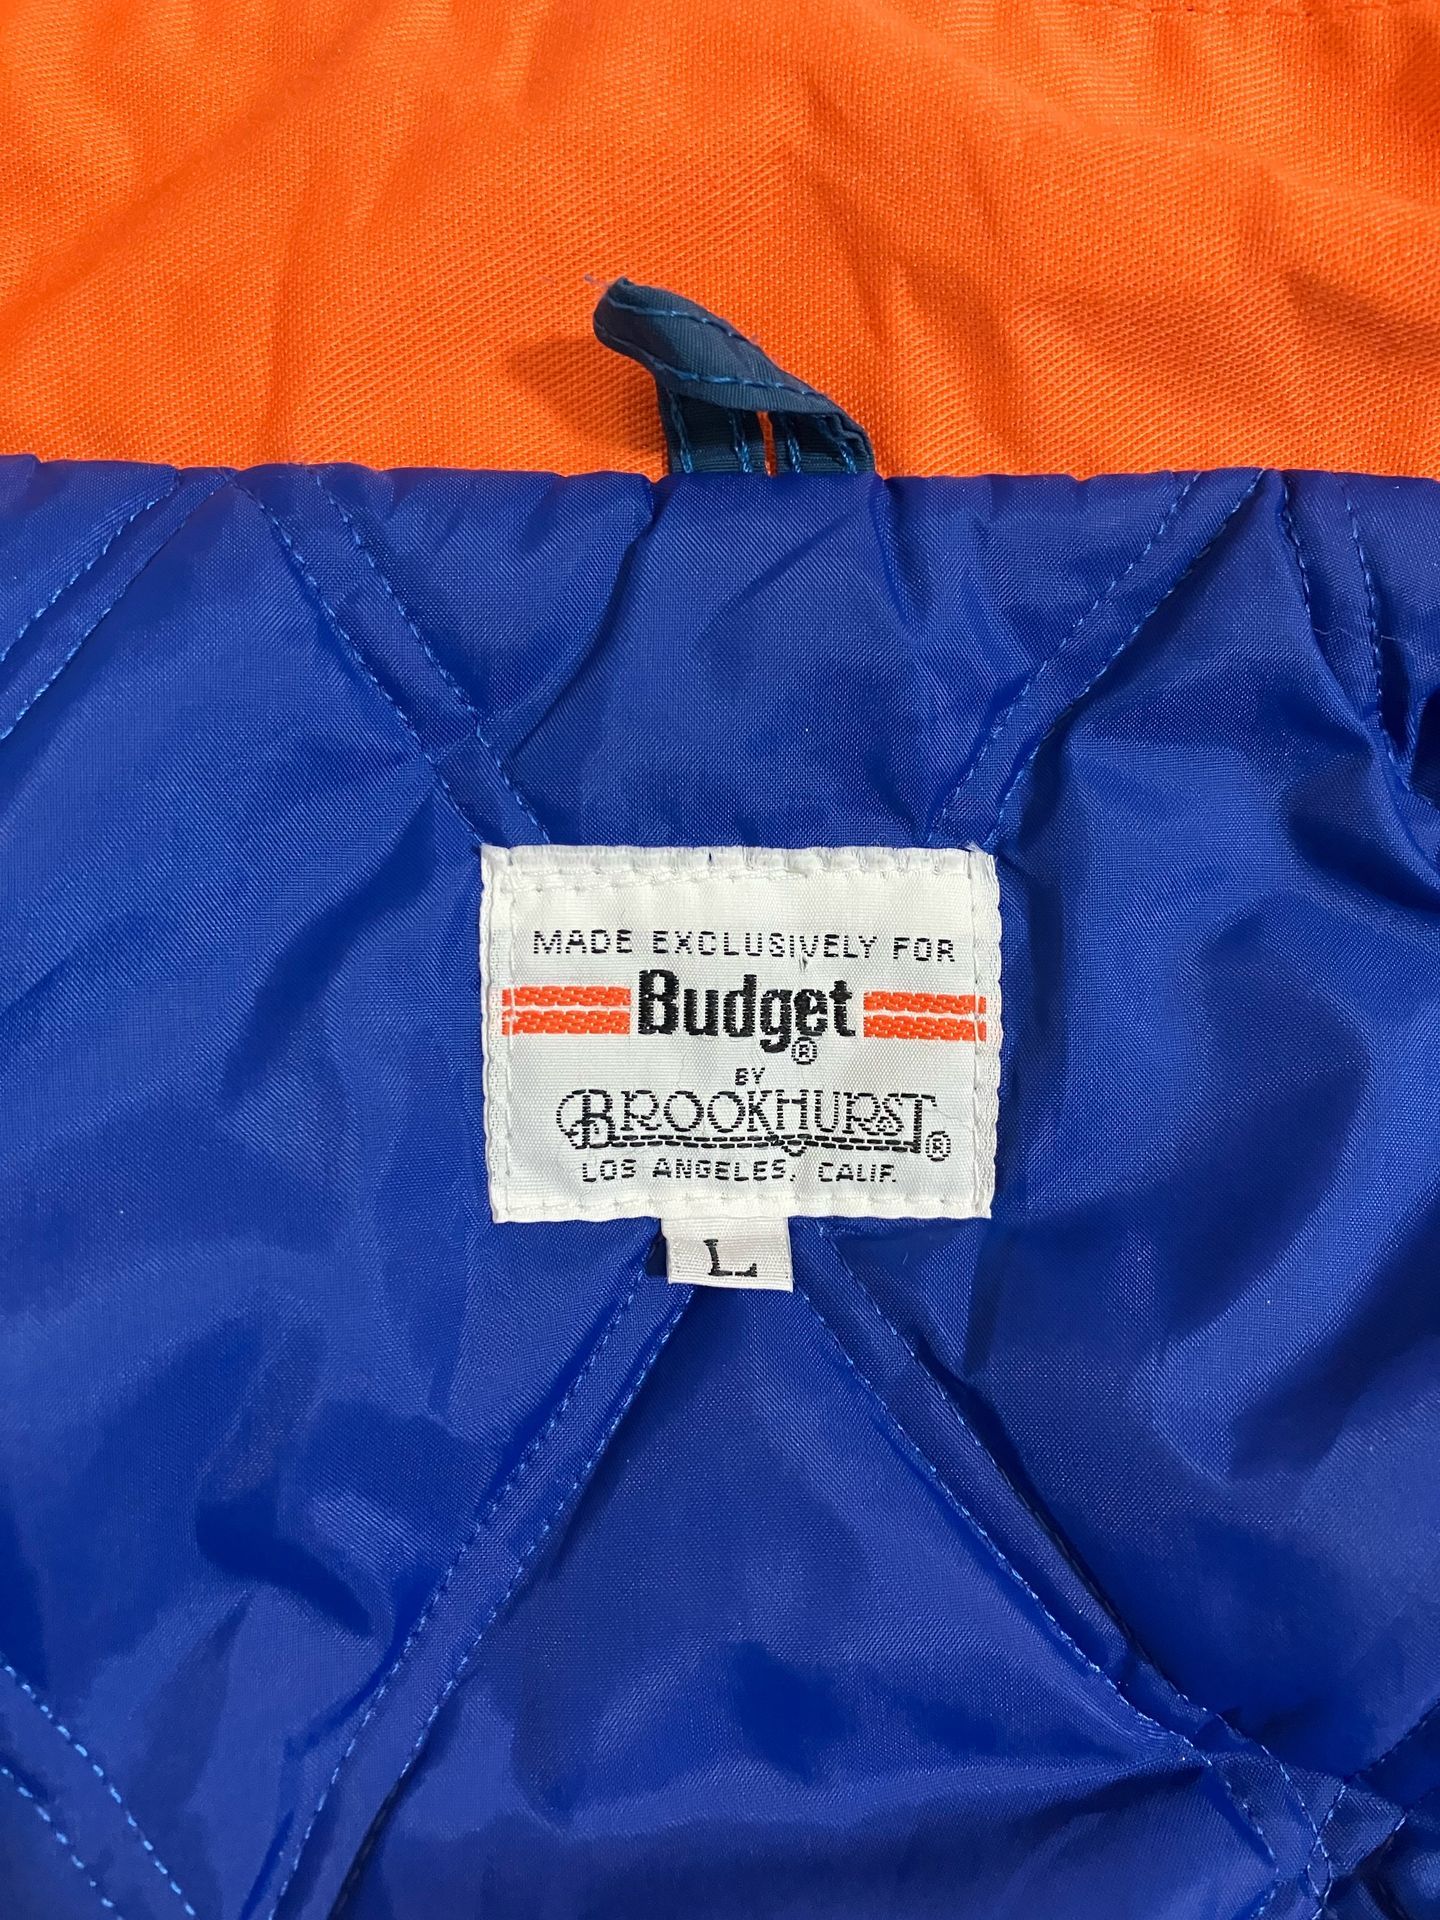 MADE EXCLUSIVELY FOR
Budget®
BY
BROOKHURST®
LOS ANGELES, CALIF.
L